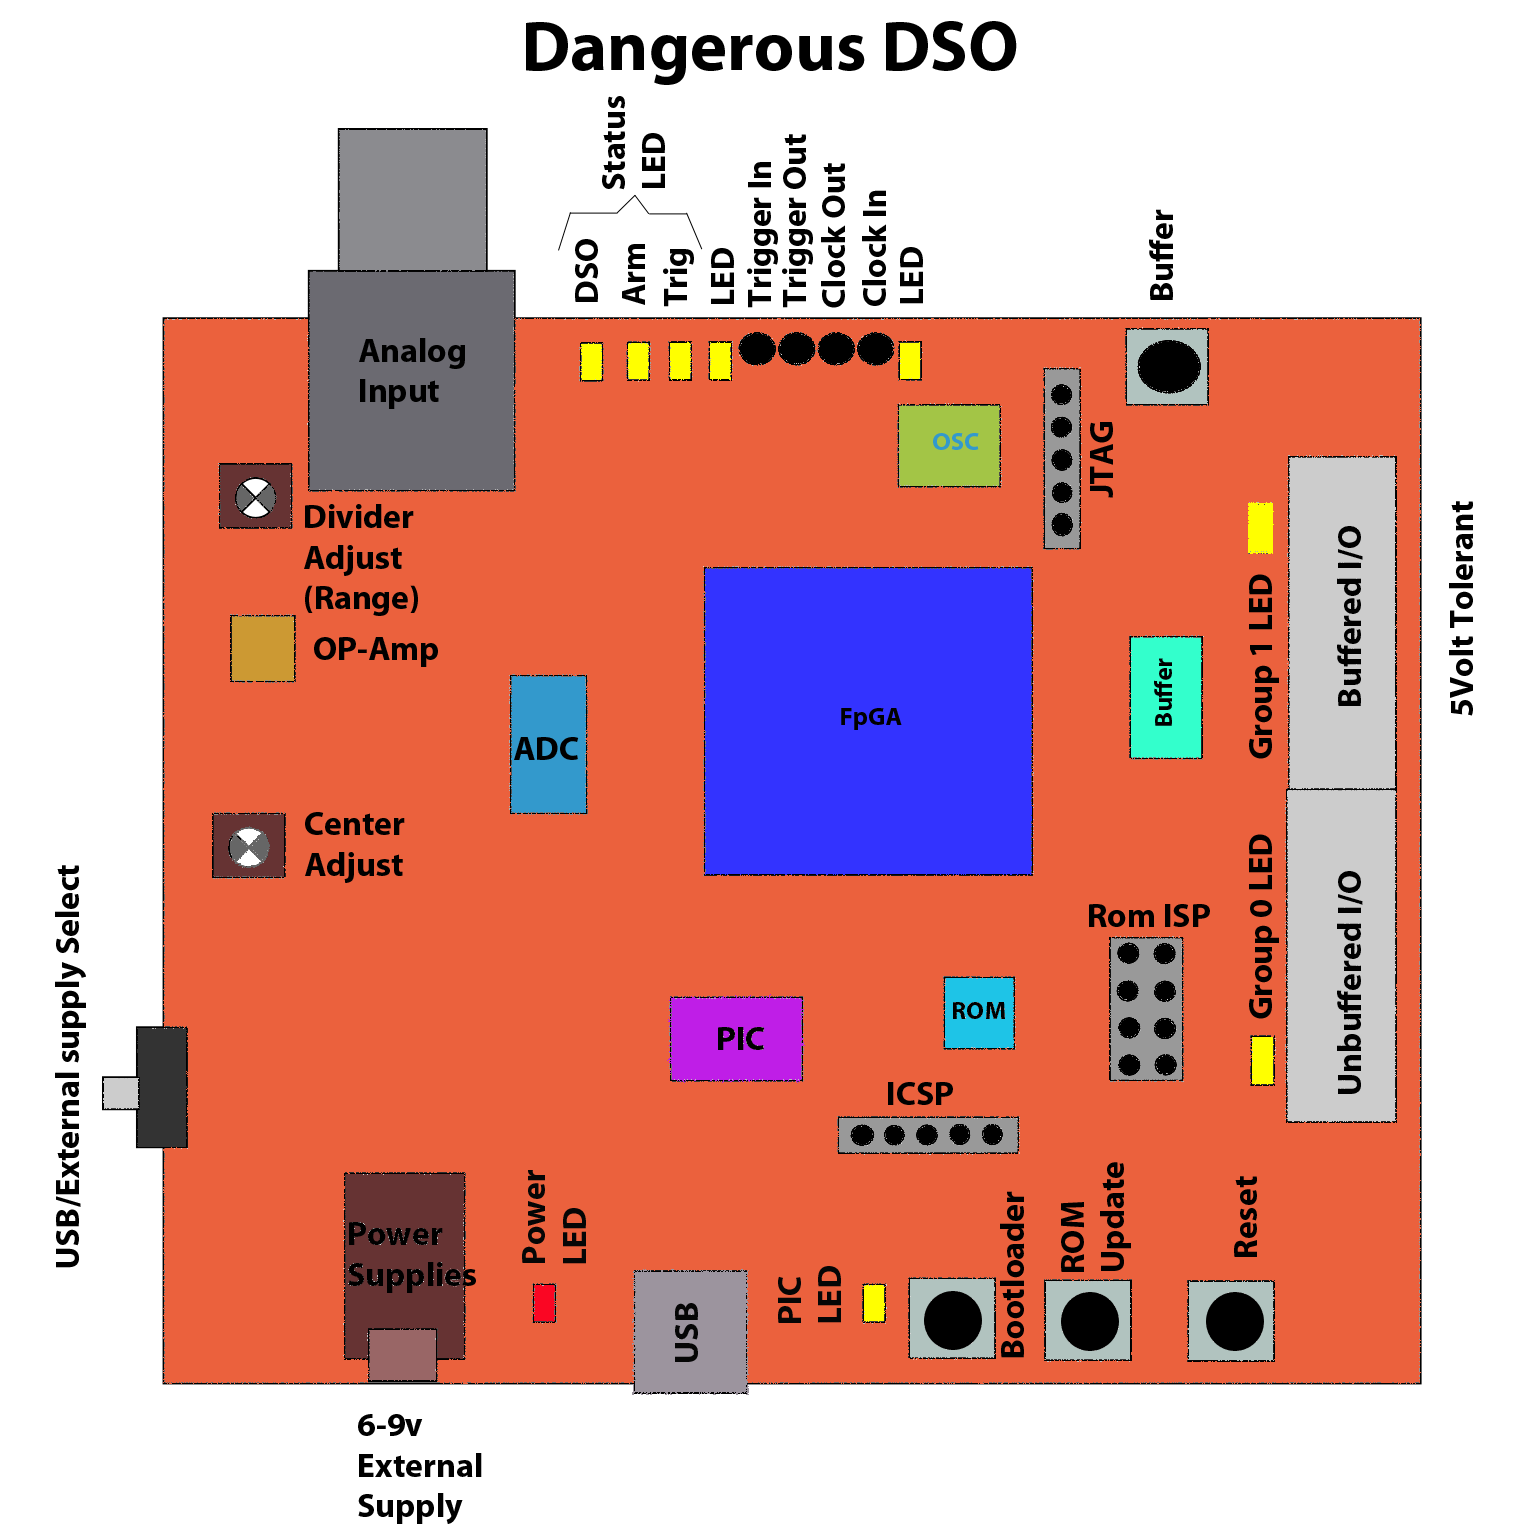 Dangerous DSO
Status
LED
DSO
Arm
Trig
LED
Trigger In
Trigger Out
Clock Out
Clock In
LED
Buffer
Analog
Input
OSC
JTAG
Divider
Adjust
(Range)
OP-Amp
ADC
FpGA
Buffer
Group 1 LED
Buffered I/O
5Volt Tolerant
Center
Adjust
USB/External supply Select
Rom ISP
Group 0 LED
Unbuffered I/O
PIC
ROM
ICSP
Power
Supplies
Power
LED
USB
PIC
LED
Bootloader
ROM
Update
Reset
6-9v
External
Supply